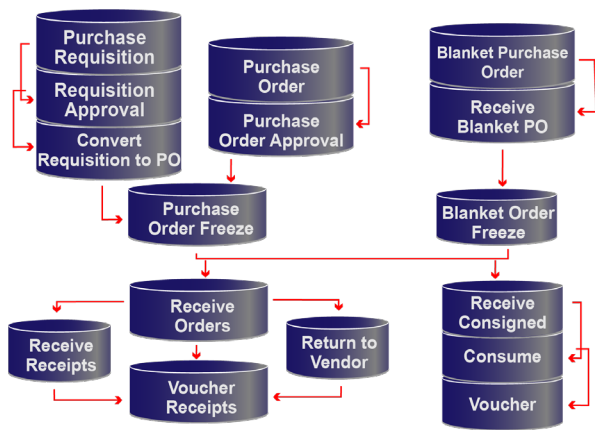 Purchase
Requisition
Requisition
Approval
Convert
Requisition to PO
Purchase
Order
Purchase
Order Approval
Blanket Purchase
Order
Receive
Blanket PO
Purchase
Order Freeze
Blanket Order
Freeze
Receive
Orders
Receive
Receipts
Return to
Vendor
Voucher
Receipts
Receive
Consigned
Consume
Voucher